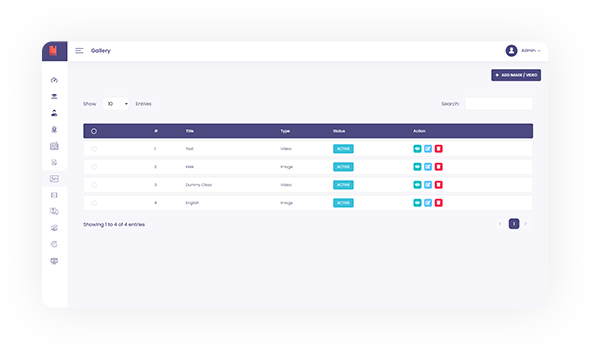 Gallery
Admin
+ ADD IMAGE / VIDEO
Show 10 Entries
Search:
# Title Type Status Action
1 Test Video ACTIVE
2 Image ACTIVE
3 Dummy Class Video ACTIVE
4 English Image ACTIVE
Showing 1 to 4 of 4 entries
1